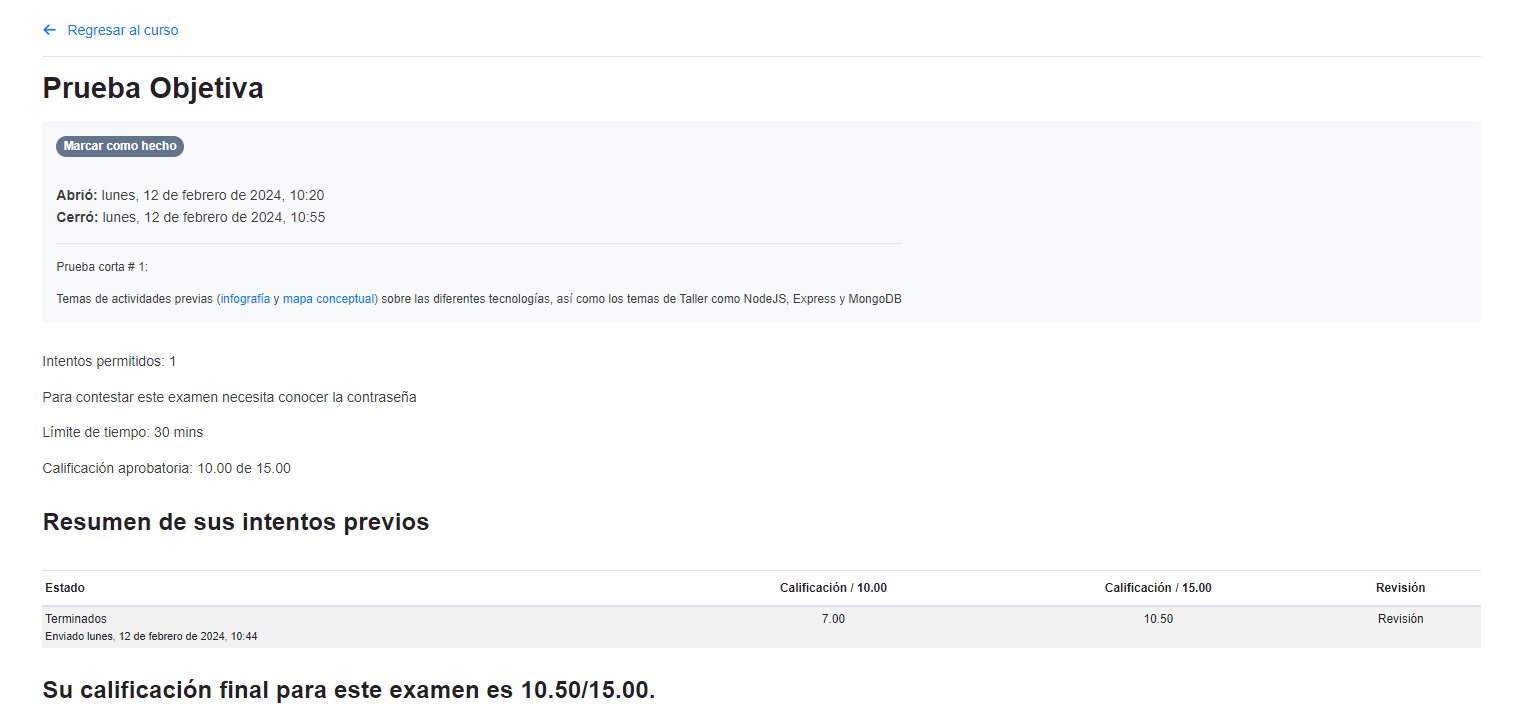 Regresar al curso
Prueba Objetiva
Marcar como hecho
Abrió: lunes, 12 de febrero de 2024, 10:20
Cerró: lunes, 12 de febrero de 2024, 10:55
Prueba corta # 1:
Temas de actividades previas (infografía y mapa conceptual) sobre las diferentes tecnologías, así como los temas de Taller como NodeJS, Express y MongoDB
Intentos permitidos: 1
Para contestar este examen necesita conocer la contraseña
Límite de tiempo: 30 mins
Calificación aprobatoria: 10.00 de 15.00
Resumen de sus intentos previos
Estado Calificación / 10.00 Calificación / 15.00 Revisión
Terminados 7.00 10.50 Revisión
Enviado lunes, 12 de febrero de 2024, 10:44
Su calificación final para este examen es 10.50/15.00.